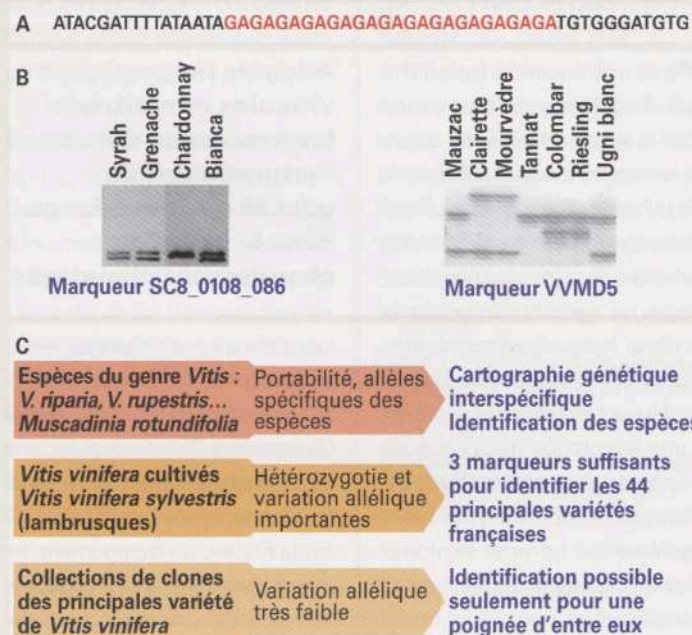 A ATACGATTTTATAATAGAGAGAGAGAGAGAGAGAGAGAGAGATGTGGGATGTG
B
Syrah
Grenache
Chardonnay
Bianca
Marqueur SC8_0108_086
Mauzac
Clairette
Morvèdre
Tannat
Colombar
Riesling
Ugni blanc
Marqueur VVMD5
C
Espèces du genre Vitis :
V. riparia, V. rupestris...
Muscadinia rotundifolia
Portabilité, allèles
spécifiques des
espèces
Cartographie génétique
interspécifique
Identification des espèces
Vitis vinifera cultivés
Vitis vinifera sylvestris
(lambrusques)
Hétérozygotie et
variation allélique
importantes
3 marqueurs suffisants
pour identifier les 44
principales variétés
françaises
Collections de clones
des principales variété
de Vitis vinifera
Variation allélique
très faible
Identification possible
seulement pour une
poignée d'entre eux